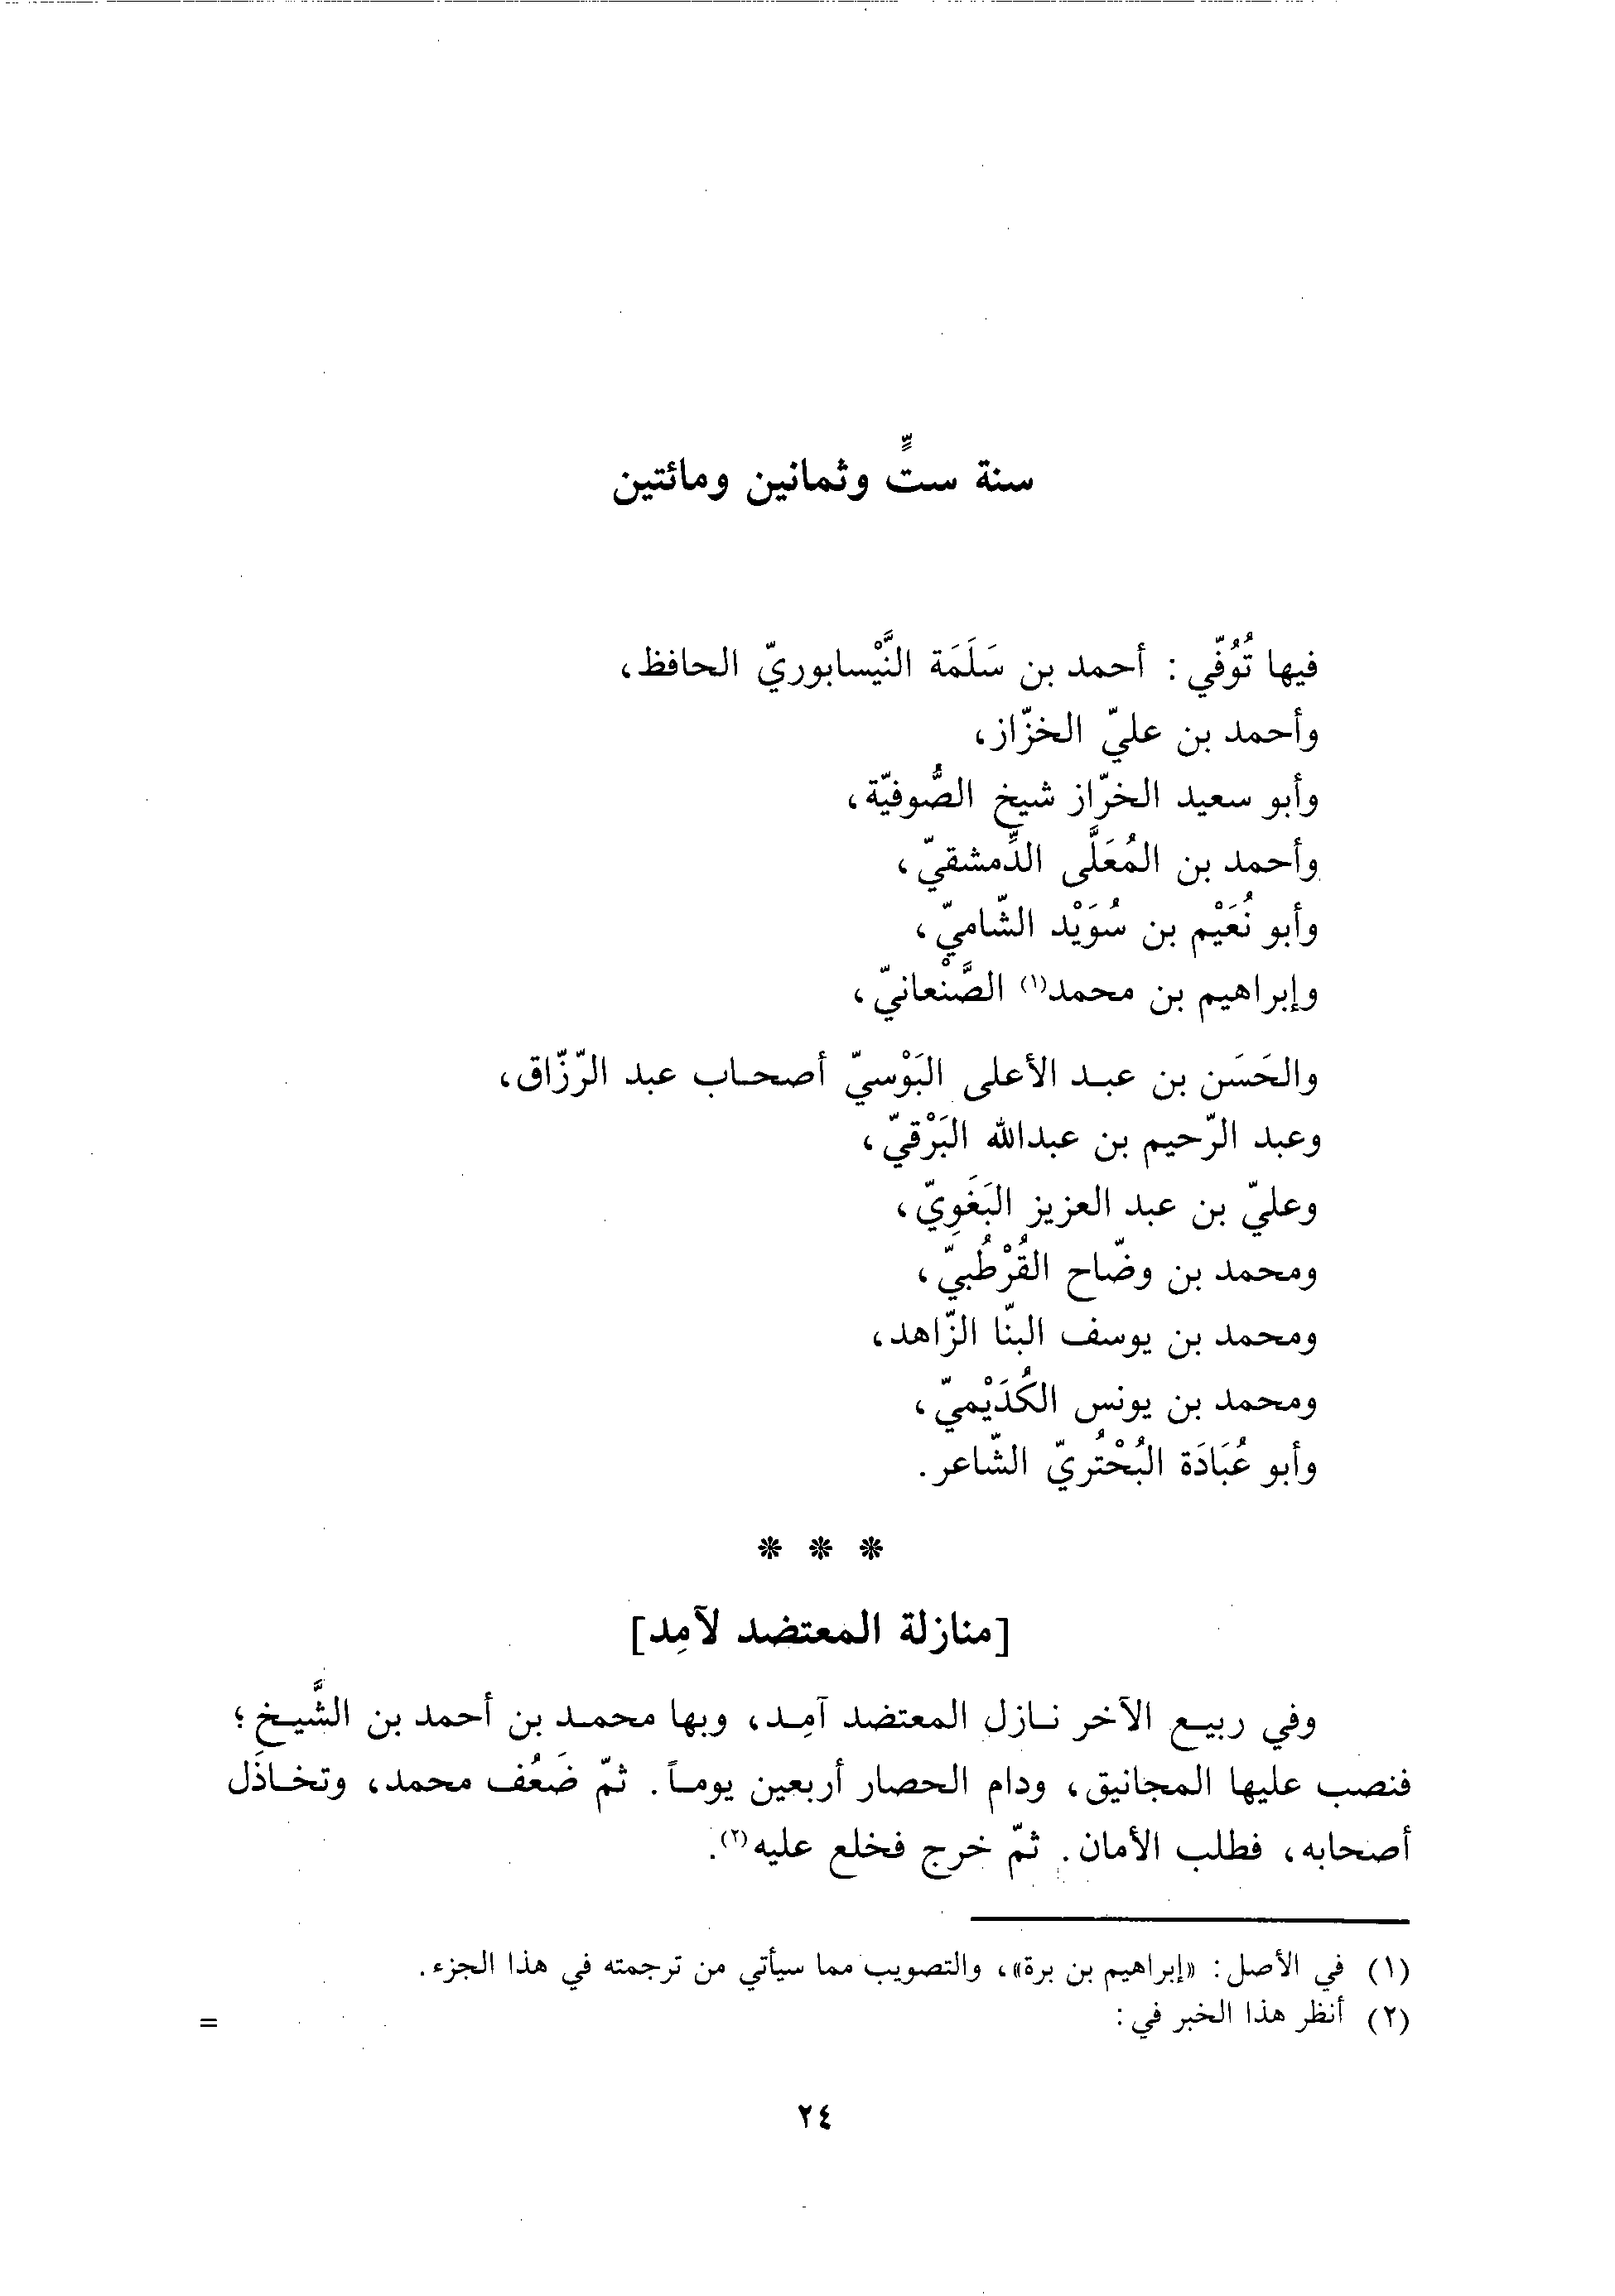 سنة ستٍّ وثمانين ومائتين
فيها تُوُفّي : أحمد بن سَلَمَة النَّيْسابوريّ الحافظ،
وأحمد بن عليّ الخزّاز،
وأبو سعيد الخرّاز شيخ الصُّوفيّة،
وأحمد بن المُعَلَّى الدِّمشقيّ،
وأبو نُعَيْم بن سُوَيْد الشّاميّ،
وإبراهيم بن محمد(١) الصَّنْعانيّ،
والحَسَن بن عبد الأعلى البَوْسيّ أصحاب عبد الرّزّاق،
وعبد الرّحيم بن عبدالله البَرْقيّ،
وعليّ بن عبد العزيز البَغَوِيّ،
ومحمد بن وضّاح القُرْطُبيّ،
ومحمد بن يوسف البنّا الزّاهد،
ومحمد بن يونس الكُدَيْميّ،
وأبو عُبَادَة البُحْتُريّ الشّاعر.
* * *
[منازلة المعتضد لآمِد]
وفي ربيع الآخر نازل المعتضد آمِد، وبها محمد بن أحمد بن الشَّيخ؛
فنصب عليها المجانيق، ودام الحصار أربعين يوماً. ثمّ ضَعُف محمد، وتخاذَل
أصحابه، فطلب الأمان. ثمّ خرج فخلع عليه(٢).
(١) في الأصل: «إبراهيم بن برة»، والتصويب مما سيأتي من ترجمته في هذا الجزء.
(٢) أنظر هذا الخبر في:
=
٢٤